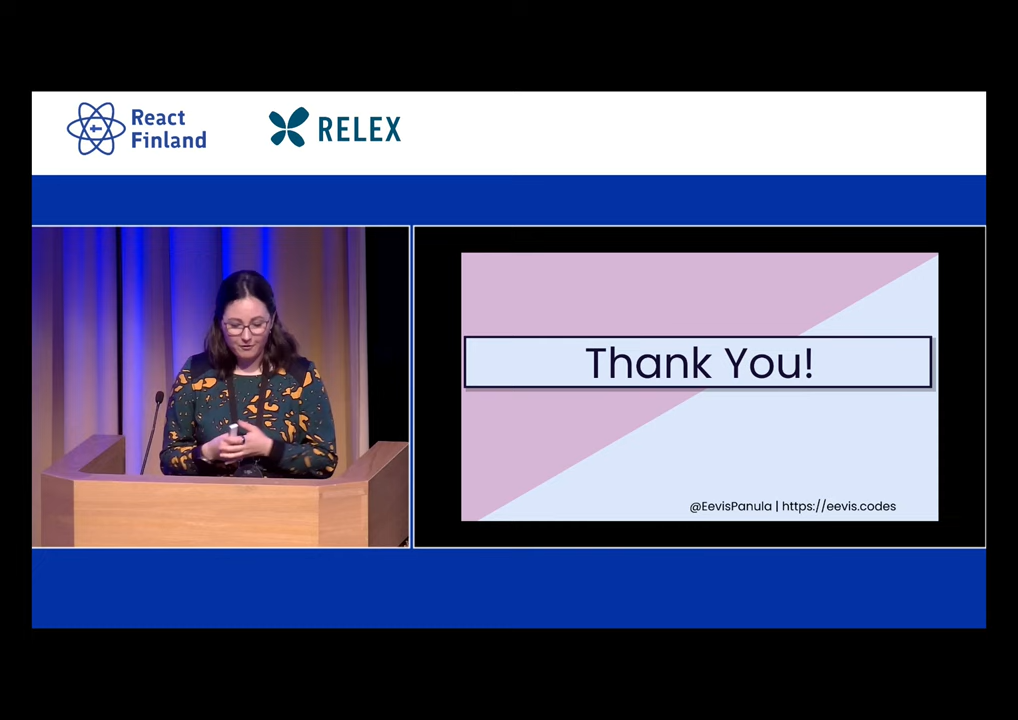 React
Finland
RELEX
Thank You!
@EevisPanula | https://eevis.codes